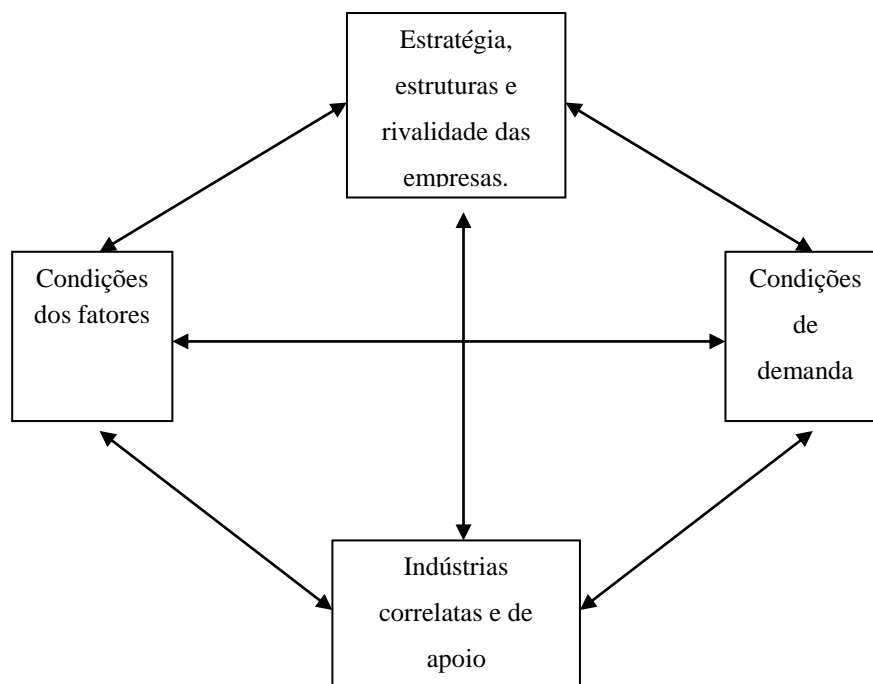 Estratégia,
estruturas e
rivalidade das
empresas.
Condições
dos fatores
Condições
de
demanda
Indústrias
correlatas e de
apoio